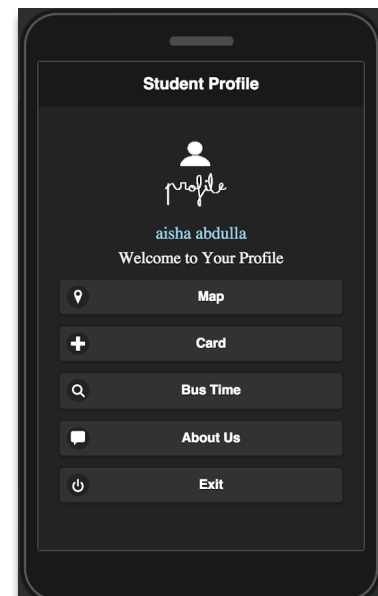 Student Profile
profile
aisha abdulla
Welcome to Your Profile
Map
Card
Bus Time
About Us
Exit